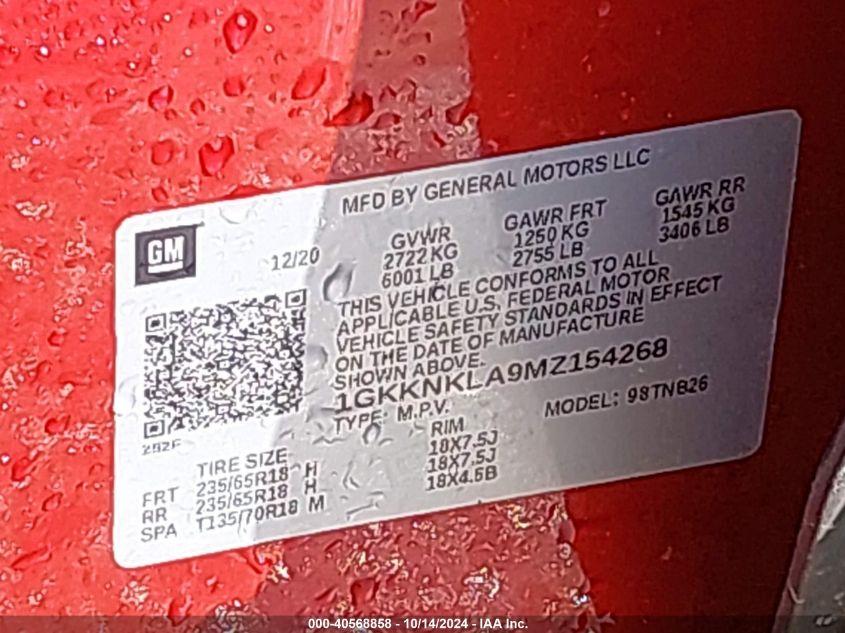 MFD BY GENERAL MOTORS LLC
GM
12/20
GVWR
2722 KG
6001 LB
GAWR FRT
1250 KG
2755 LB
GAWR RR
1545 KG
3406 LB
THIS VEHICLE CONFORMS TO ALL
APPLICABLE U.S. FEDERAL MOTOR
VEHICLE SAFETY STANDARDS IN EFFECT
ON THE DATE OF MANUFACTURE
SHOWN ABOVE.
1GKKNKLA9MZ154268
TYPE: M.P.V.
MODEL: 98TNB26
TIRE SIZE RIM
FRT 235/65R18 H 18X7.5J
RR 235/65R18 H 18X7.5J
SPA T135/70R18 M 18X4.5B
000-40568858 - 10/14/2024 - IAA Inc.